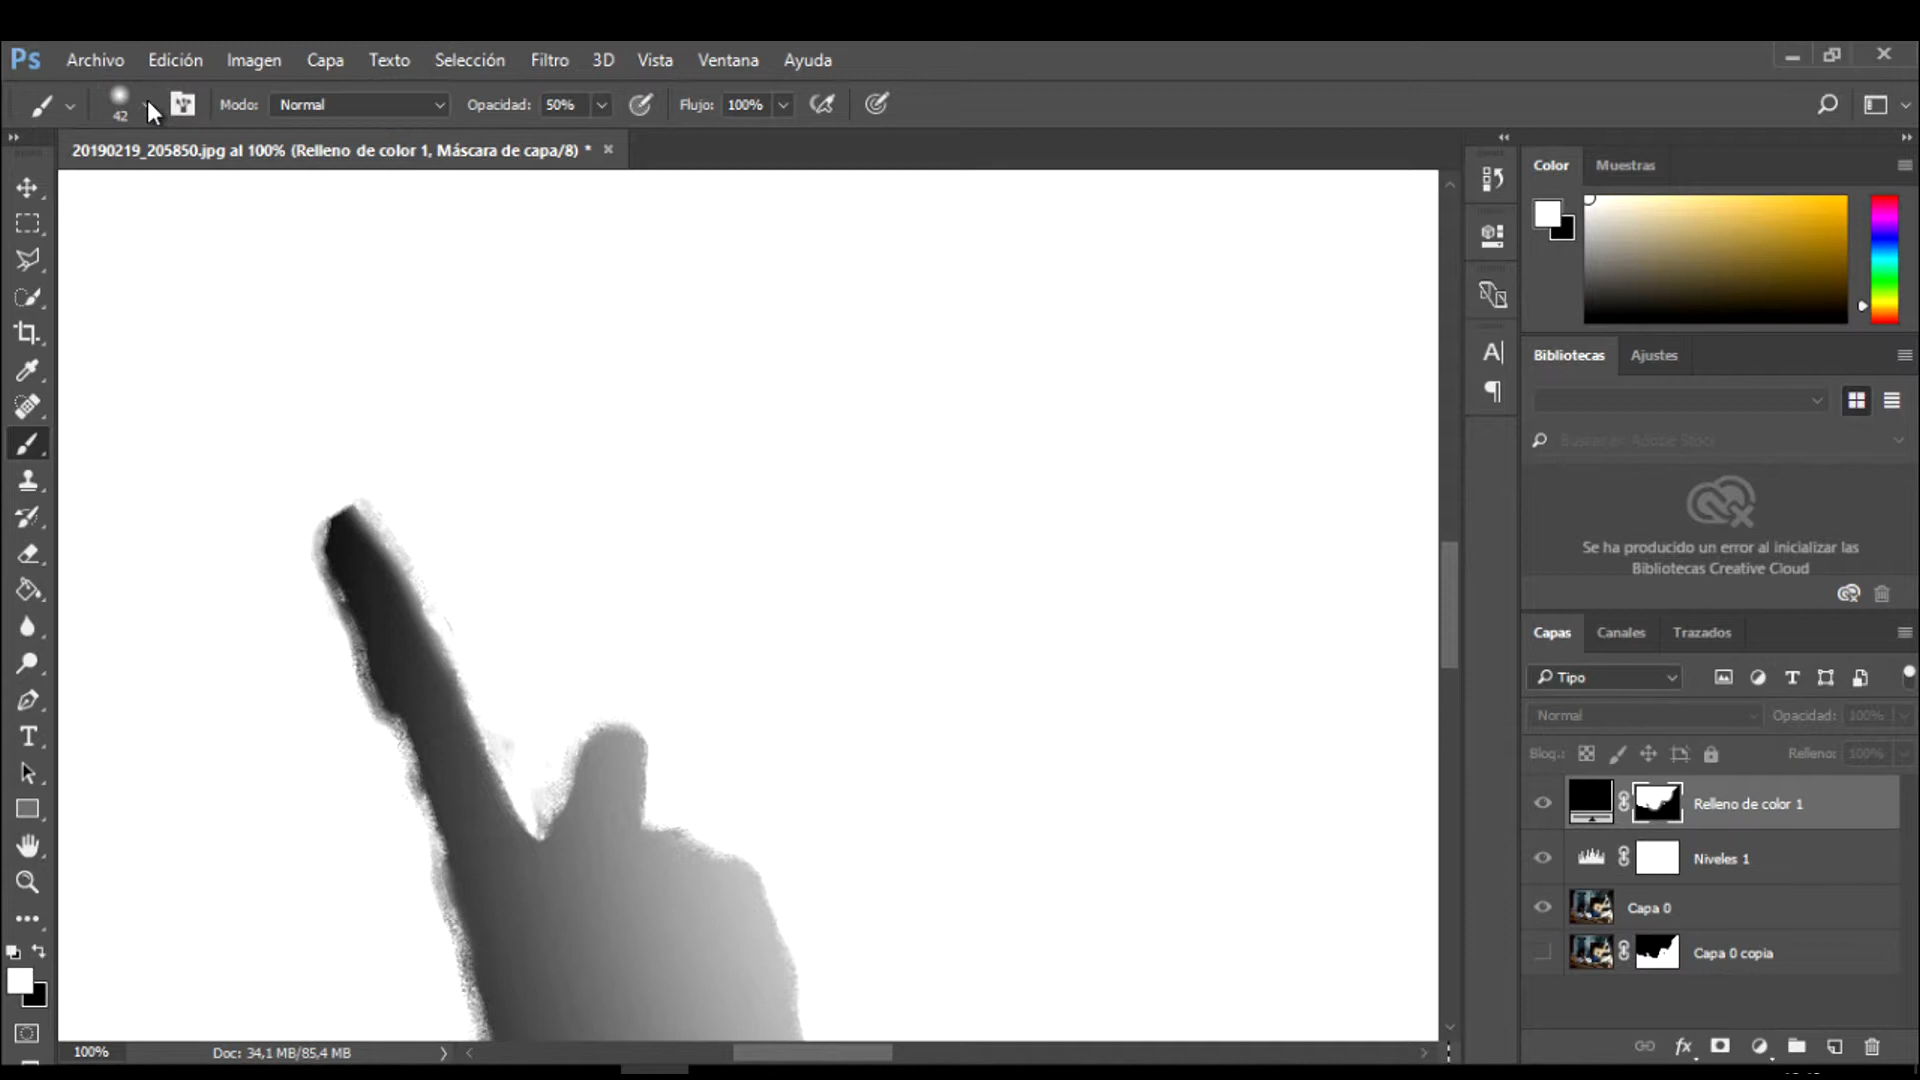 Ps Archivo Edición Imagen Capa Texto Selección Filtro 3D Vista Ventana Ayuda
42 Modo: Normal Opacidad: 50% Flujo: 100%
20190219_205850.jpg al 100% (Relleno de color 1, Máscara de capa/8) *
Color Muestras
Bibliotecas Ajustes
Buscar en Adobe Stock
Se ha producido un error al inicializar las
Bibliotecas Creative Cloud
Capas Canales Trazados
Tipo
Normal Opacidad: 100%
Bloq.: Relleno: 100%
Relleno de color 1
Niveles 1
Capa 0
Capa 0 copia
fx
100% Doc: 34,1 MB/85,4 MB